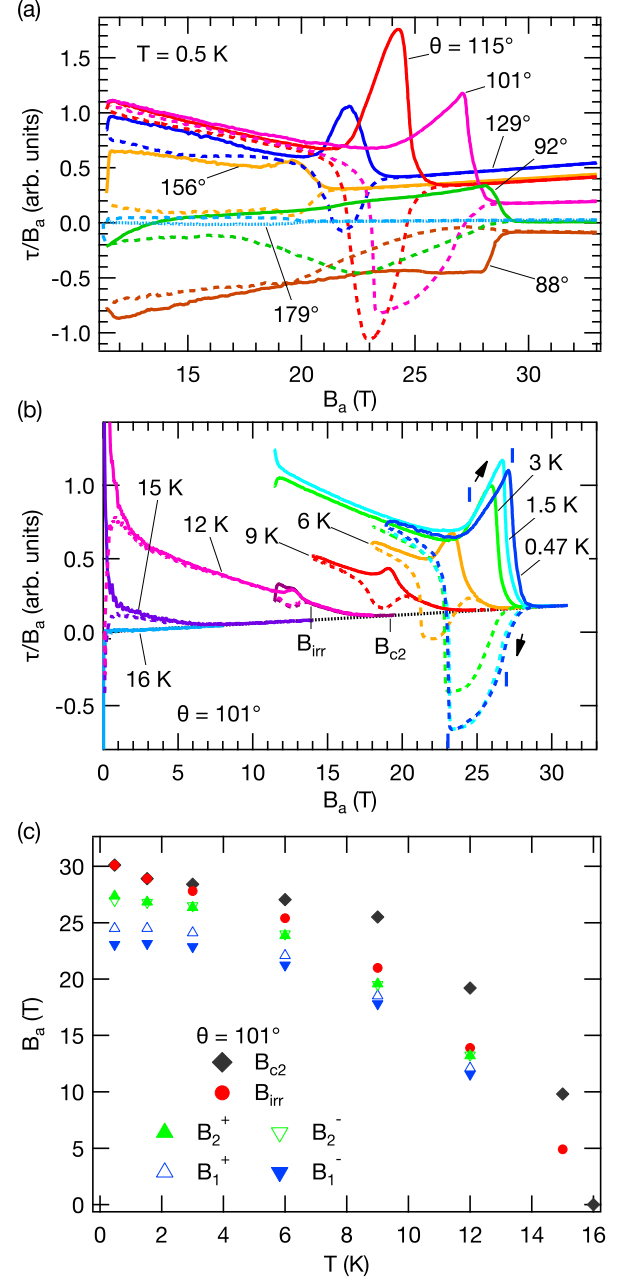 (a)
T = 0.5 K
θ = 115°
101°
129°
92°
156°
179°
88°
1.5
1.0
0.5
0.0
-0.5
-1.0
τ/Bₐ (arb. units)
15 20 25 30
Bₐ (T)
(b)
15 K
12 K
9 K
6 K
3 K
1.5 K
0.47 K
B_irr
B_c2
16 K
θ = 101°
1.0
0.5
0.0
-0.5
τ/Bₐ (arb. units)
0 5 10 15 20 25 30
Bₐ (T)
(c)
30
25
20
15
10
5
0
Bₐ (T)
θ = 101°
B_c2
B_irr
B₂⁺ B₂⁻
B₁⁺ B₁⁻
0 2 4 6 8 10 12 14 16
T (K)